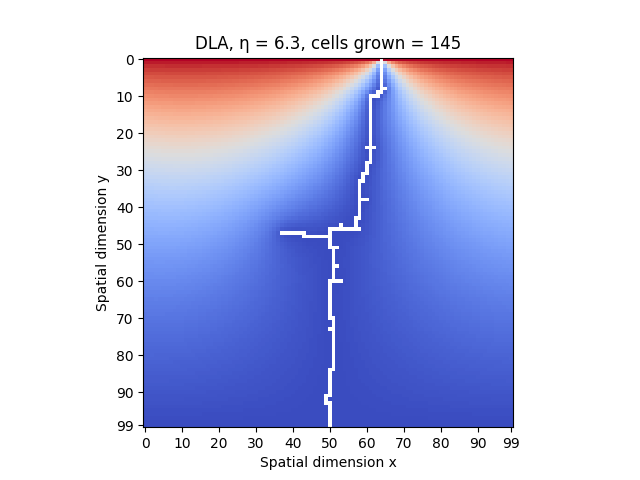 DLA, η = 6.3, cells grown = 145
0
10
20
30
40
50
60
70
80
90
99
Spatial dimension y
0 10 20 30 40 50 60 70 80 90 99
Spatial dimension x